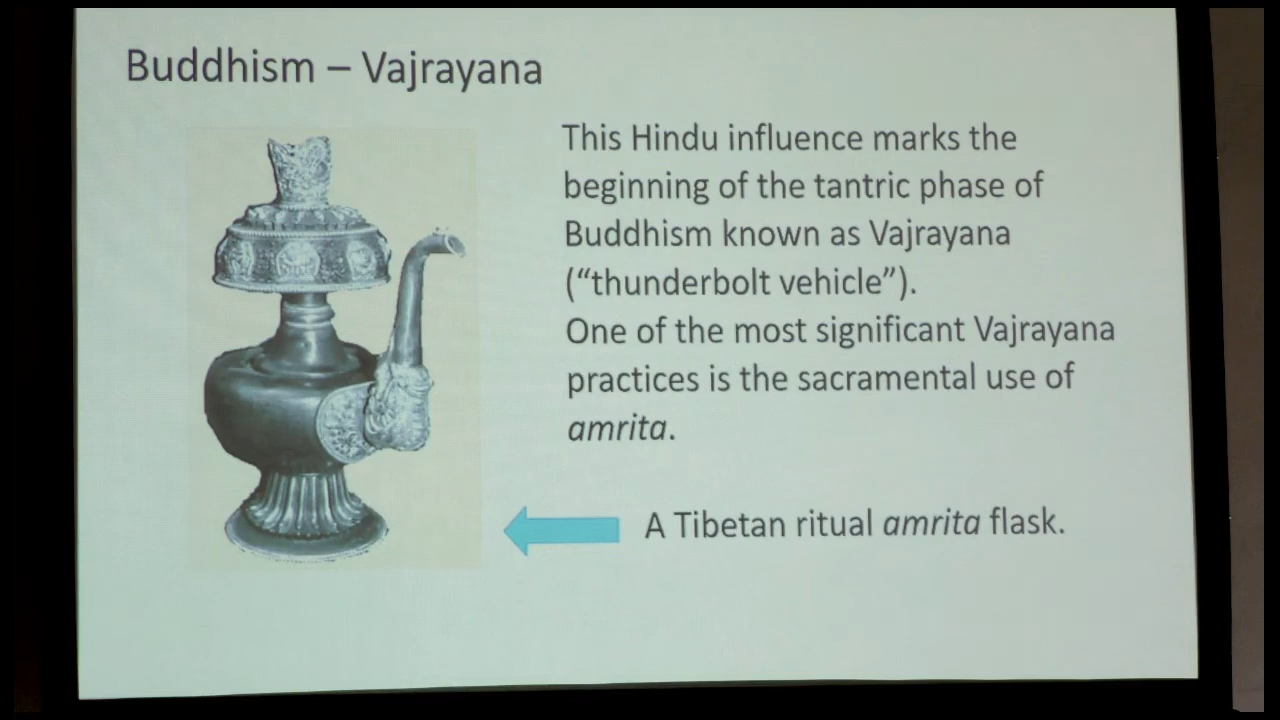 Buddhism – Vajrayana
This Hindu influence marks the
beginning of the tantric phase of
Buddhism known as Vajrayana
(“thunderbolt vehicle”).
One of the most significant Vajrayana
practices is the sacramental use of
amrita.
A Tibetan ritual amrita flask.